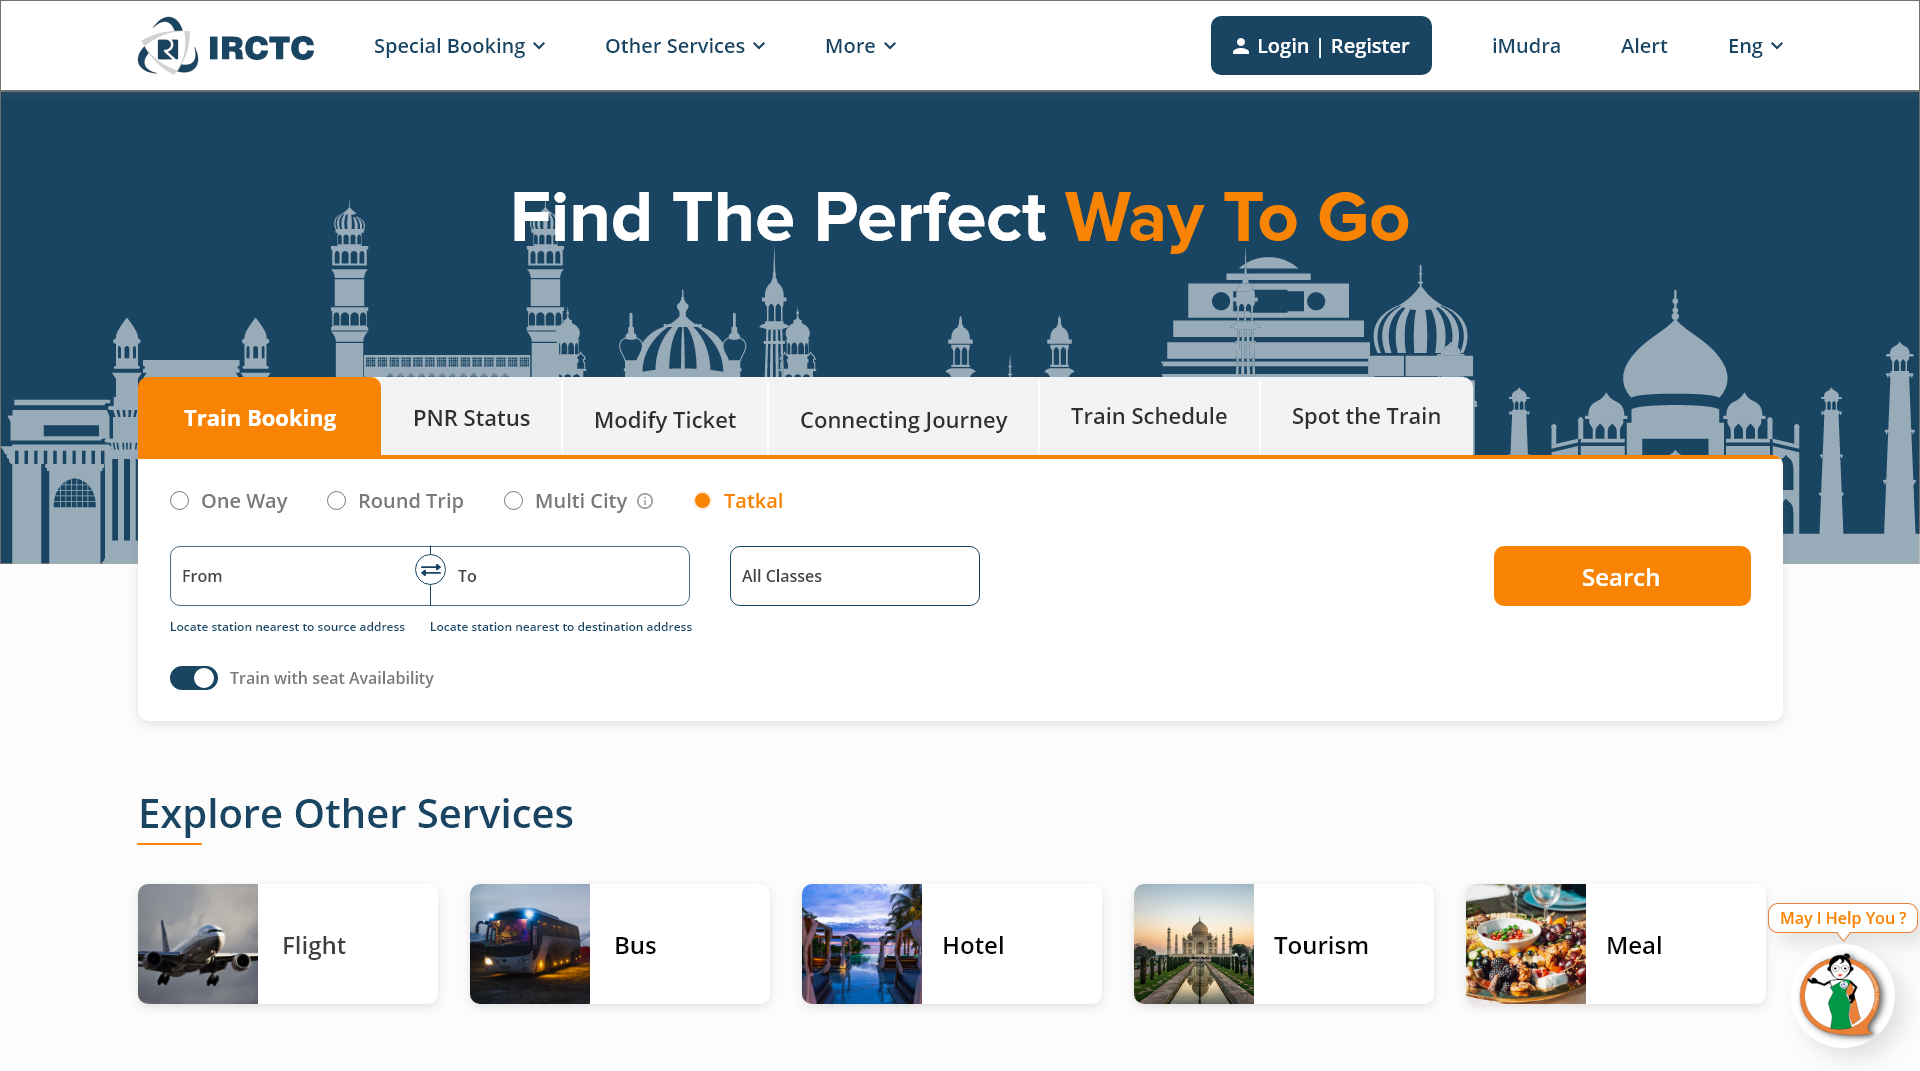 IRCTC
Special Booking
Other Services
More
Login | Register
iMudra
Alert
Eng
Find The Perfect Way To Go
Train Booking
PNR Status
Modify Ticket
Connecting Journey
Train Schedule
Spot the Train
One Way
Round Trip
Multi City
Tatkal
From
To
All Classes
Search
Locate station nearest to source address
Locate station nearest to destination address
Train with seat Availability
Explore Other Services
Flight
Bus
Hotel
Tourism
Meal
May I Help You ?